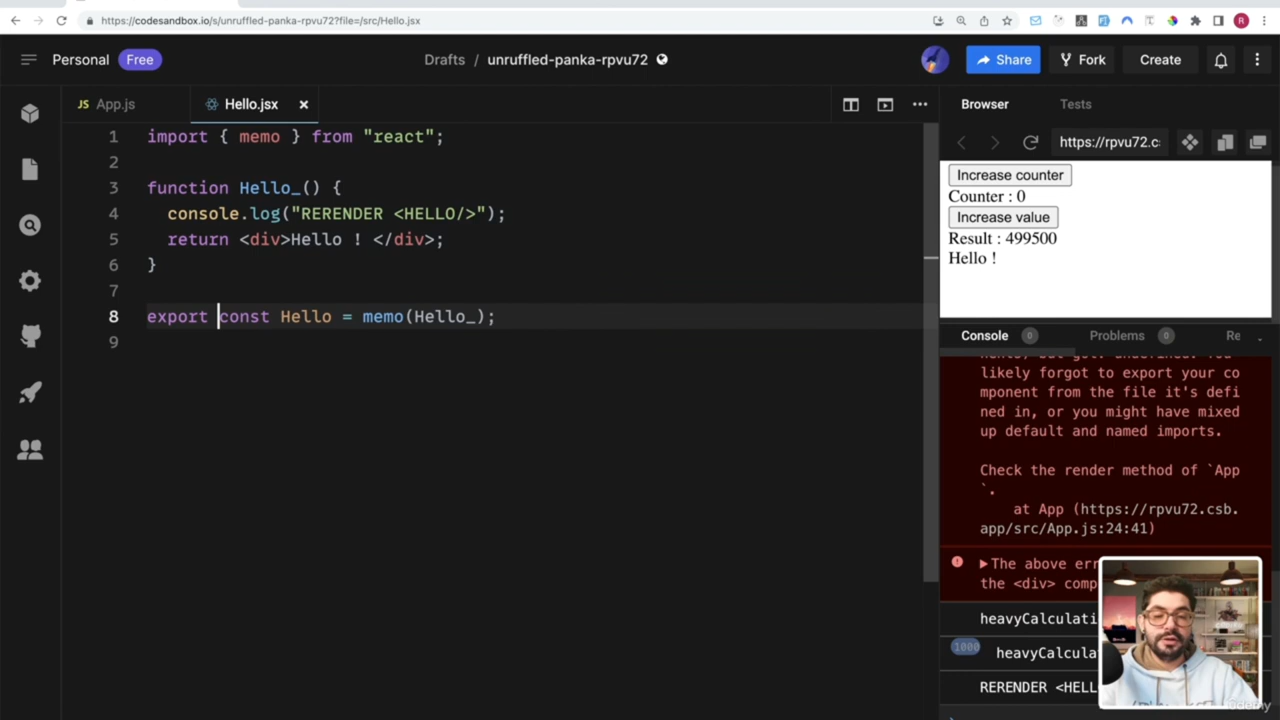 https://codesandbox.io/s/unruffled-panka-rpvu72?file=/src/Hello.jsx
Personal Free Drafts / unruffled-panka-rpvu72 Share Fork Create
JS App.js Hello.jsx × Browser Tests
https://rpvu72.c
1 import { memo } from "react";
2
3 function Hello_() {
4 console.log("RERENDER <HELLO/>");
5 return <div>Hello ! </div>;
6 }
7
8 export const Hello = memo(Hello_);
9
Increase counter
Counter : 0
Increase value
Result : 499500
Hello !
Console 0 Problems 0 Re
likely forgot to export your co
mponent from the file it's defi
ned in, or you might have mixed
up default and named imports.
Check the render method of `App
`.
at App (https://rpvu72.csb.
app/src/App.js:24:41)
The above err
the <div> comp
heavyCalculati
1000 heavyCalcula
RERENDER <HELL